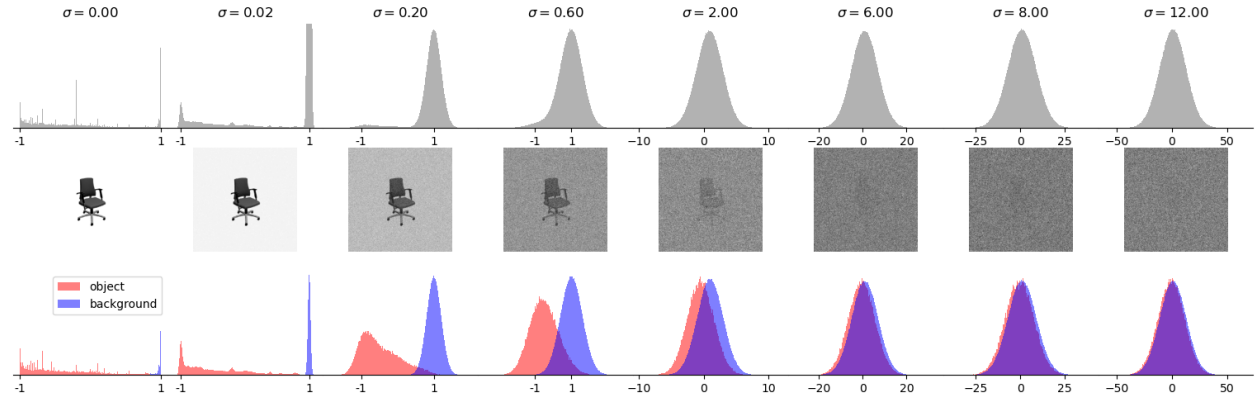 σ = 0.00 σ = 0.02 σ = 0.20 σ = 0.60 σ = 2.00 σ = 6.00 σ = 8.00 σ = 12.00
-1 1 -1 1 -1 1 -1 1 −10 0 10 −20 0 20 −25 0 25 −50 0 50
object
background
-1 1 -1 1 -1 1 -1 1 −10 0 10 −20 0 20 −25 0 25 −50 0 50